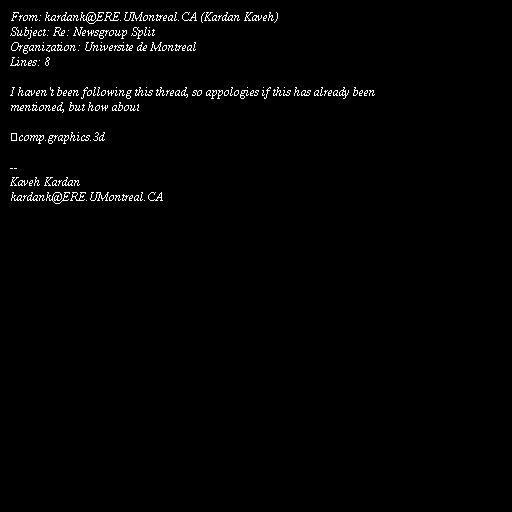 From: kardank@ERE.UMontreal.CA (Kardan Kaveh)
Subject: Re: Newsgroup Split
Organization: Universite de Montreal
Lines: 8
I haven't been following this thread, so appologies if this has already been
mentioned, but how about
comp.graphics.3d
--
Kaveh Kardan
kardank@ERE.UMontreal.CA